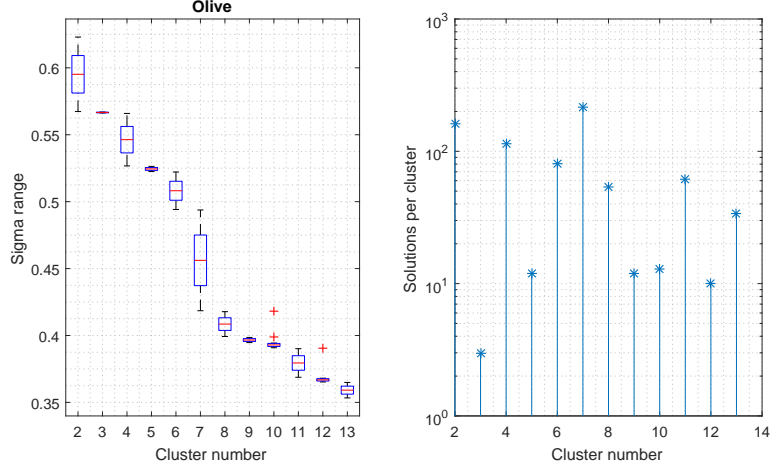 Olive
0.6
0.55
0.5
0.45
0.4
0.35
Sigma range
2 3 4 5 6 7 8 9 10 11 12 13
Cluster number
10^3
10^2
10^1
10^0
Solutions per cluster
2 4 6 8 10 12 14
Cluster number